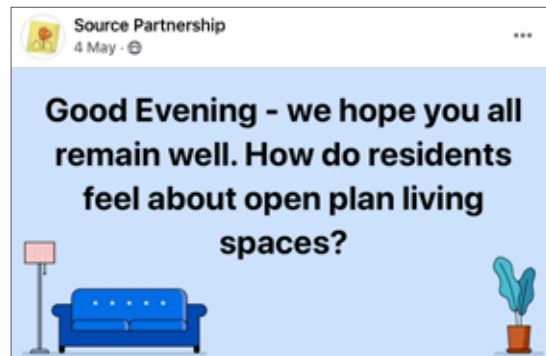 Source Partnership
4 May ·
Good Evening - we hope you all
remain well. How do residents
feel about open plan living
spaces?